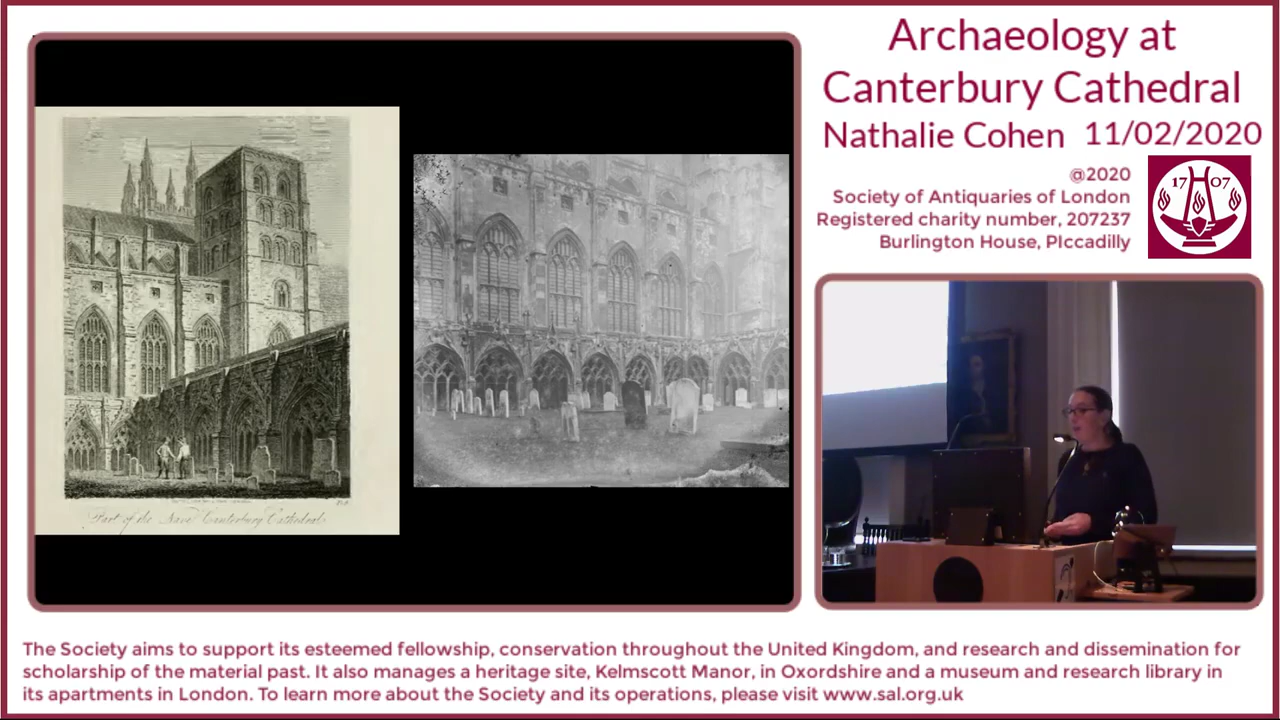 Archaeology at
Canterbury Cathedral
Nathalie Cohen 11/02/2020
@2020
Society of Antiquaries of London
Registered charity number, 207237
Burlington House, PIccadilly
17 07
Part of the Nave Canterbury Cathedral
The Society aims to support its esteemed fellowship, conservation throughout the United Kingdom, and research and dissemination for
scholarship of the material past. It also manages a heritage site, Kelmscott Manor, in Oxordshire and a museum and research library in
its apartments in London. To learn more about the Society and its operations, please visit www.sal.org.uk